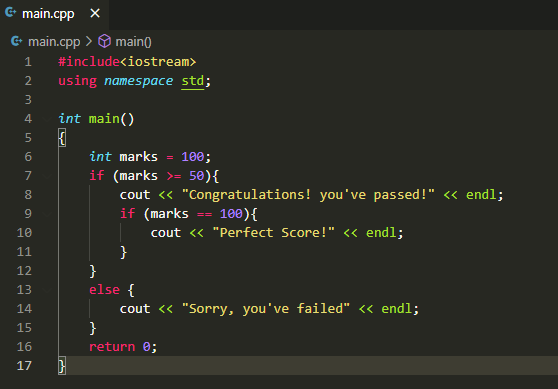 main.cpp ×
main.cpp > main()
1 #include<iostream>
2 using namespace std;
3
4 int main()
5 {
6     int marks = 100;
7     if (marks >= 50){
8         cout << "Congratulations! you've passed!" << endl;
9         if (marks == 100){
10             cout << "Perfect Score!" << endl;
11         }
12     }
13     else {
14         cout << "Sorry, you've failed" << endl;
15     }
16     return 0;
17 }